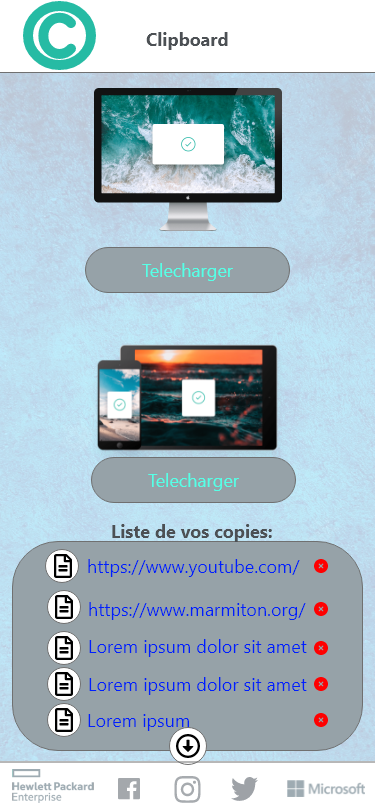 C
Clipboard
Telecharger
Telecharger
Liste de vos copies:
https://www.youtube.com/
https://www.marmiton.org/
Lorem ipsum dolor sit amet
Lorem ipsum dolor sit amet
Lorem ipsum
Hewlett Packard
Enterprise
Microsoft